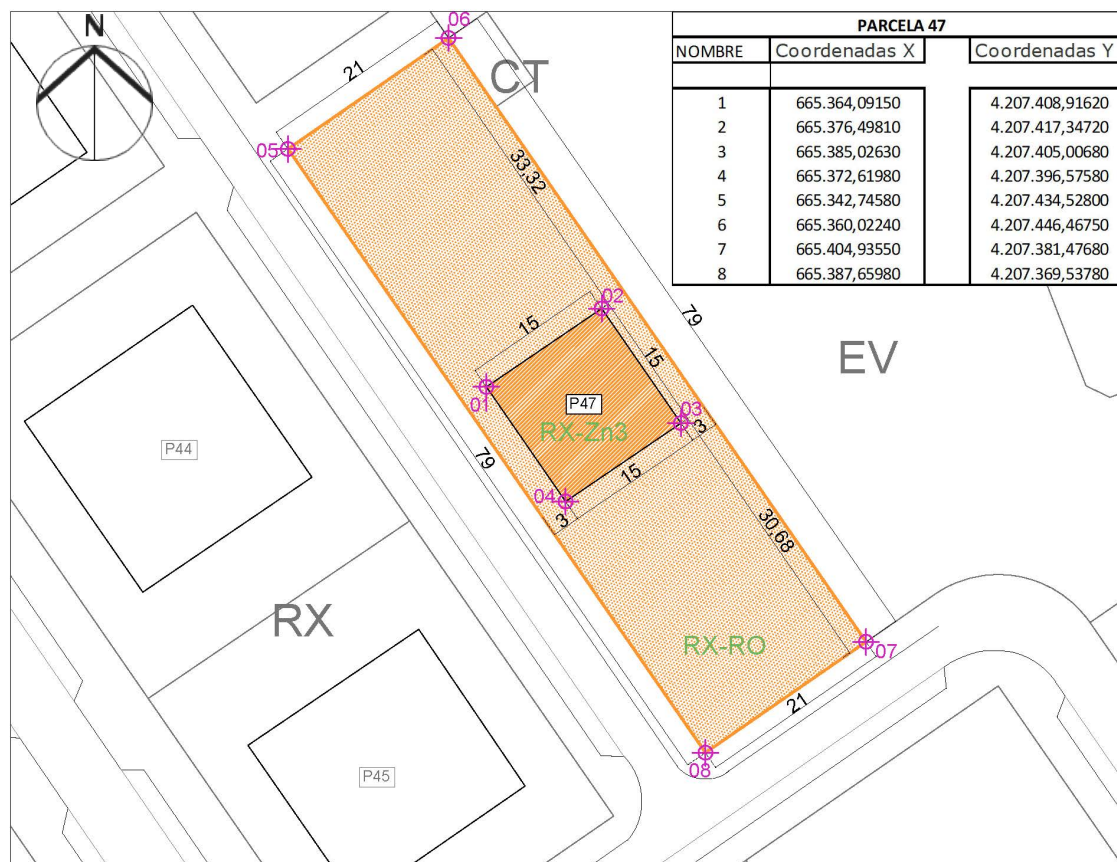 N
06
PARCELA 47
NOMBRE Coordenadas X Coordenadas Y
1 665.364,09150 4.207.408,91620
2 665.376,49810 4.207.417,34720
3 665.385,02630 4.207.405,00680
4 665.372,61980 4.207.396,57580
5 665.342,74580 4.207.434,52800
6 665.360,02240 4.207.446,46750
7 665.404,93550 4.207.381,47680
8 665.387,65980 4.207.369,53780
CT
21
05
33,32
02
79
15
EV
15
01
P47
RX-Zn3
03
3
P44
79
15
04
3
30,68
RX
RX-RO
07
21
08
P45